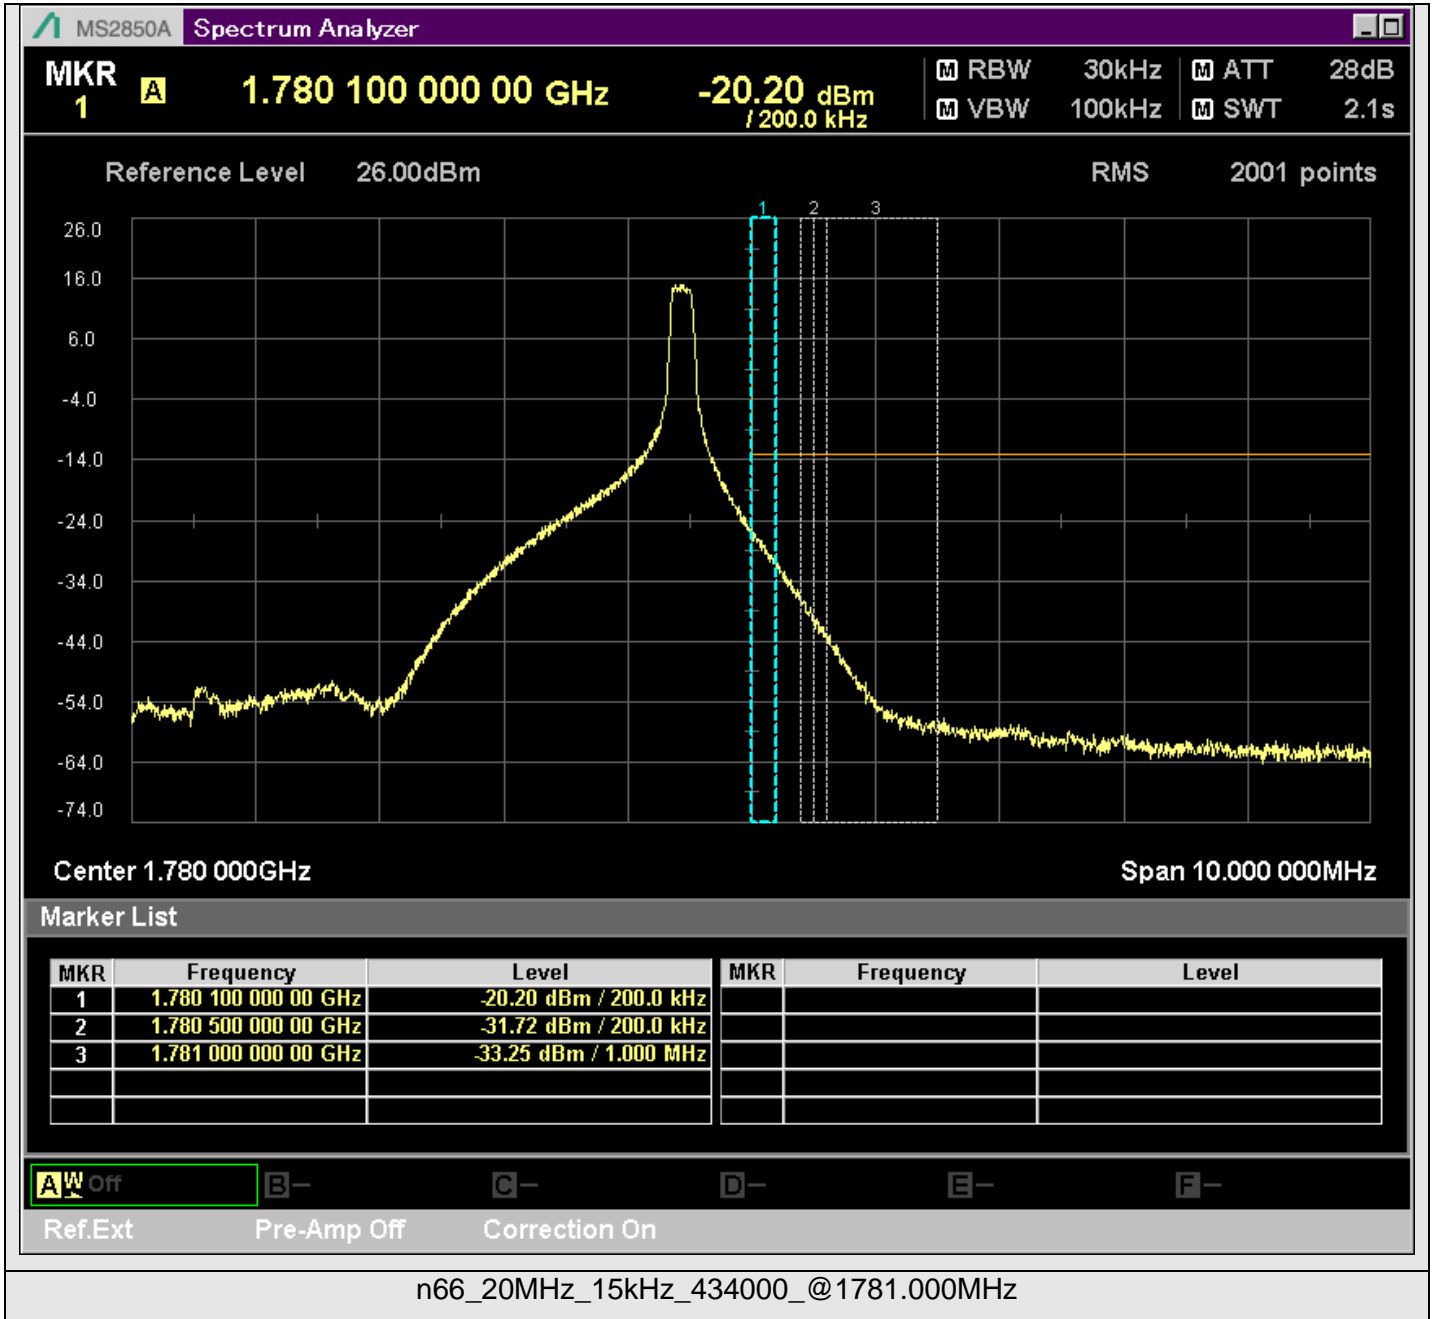 MS2850A Spectrum Analyzer
MKR 1 A 1.780 100 000 00 GHz -20.20 dBm / 200.0 kHz
M RBW 30kHz M ATT 28dB
M VBW 100kHz M SWT 2.1s
Reference Level 26.00dBm RMS 2001 points
1 2 3
26.0
16.0
6.0
-4.0
-14.0
-24.0
-34.0
-44.0
-54.0
-64.0
-74.0
Center 1.780 000GHz Span 10.000 000MHz
Marker List
MKR Frequency Level MKR Frequency Level
1 1.780 100 000 00 GHz -20.20 dBm / 200.0 kHz
2 1.780 500 000 00 GHz -31.72 dBm / 200.0 kHz
3 1.781 000 000 00 GHz -33.25 dBm / 1.000 MHz
A W Off B — C — D — E — F —
Ref.Ext Pre-Amp Off Correction On
n66_20MHz_15kHz_434000_@1781.000MHz